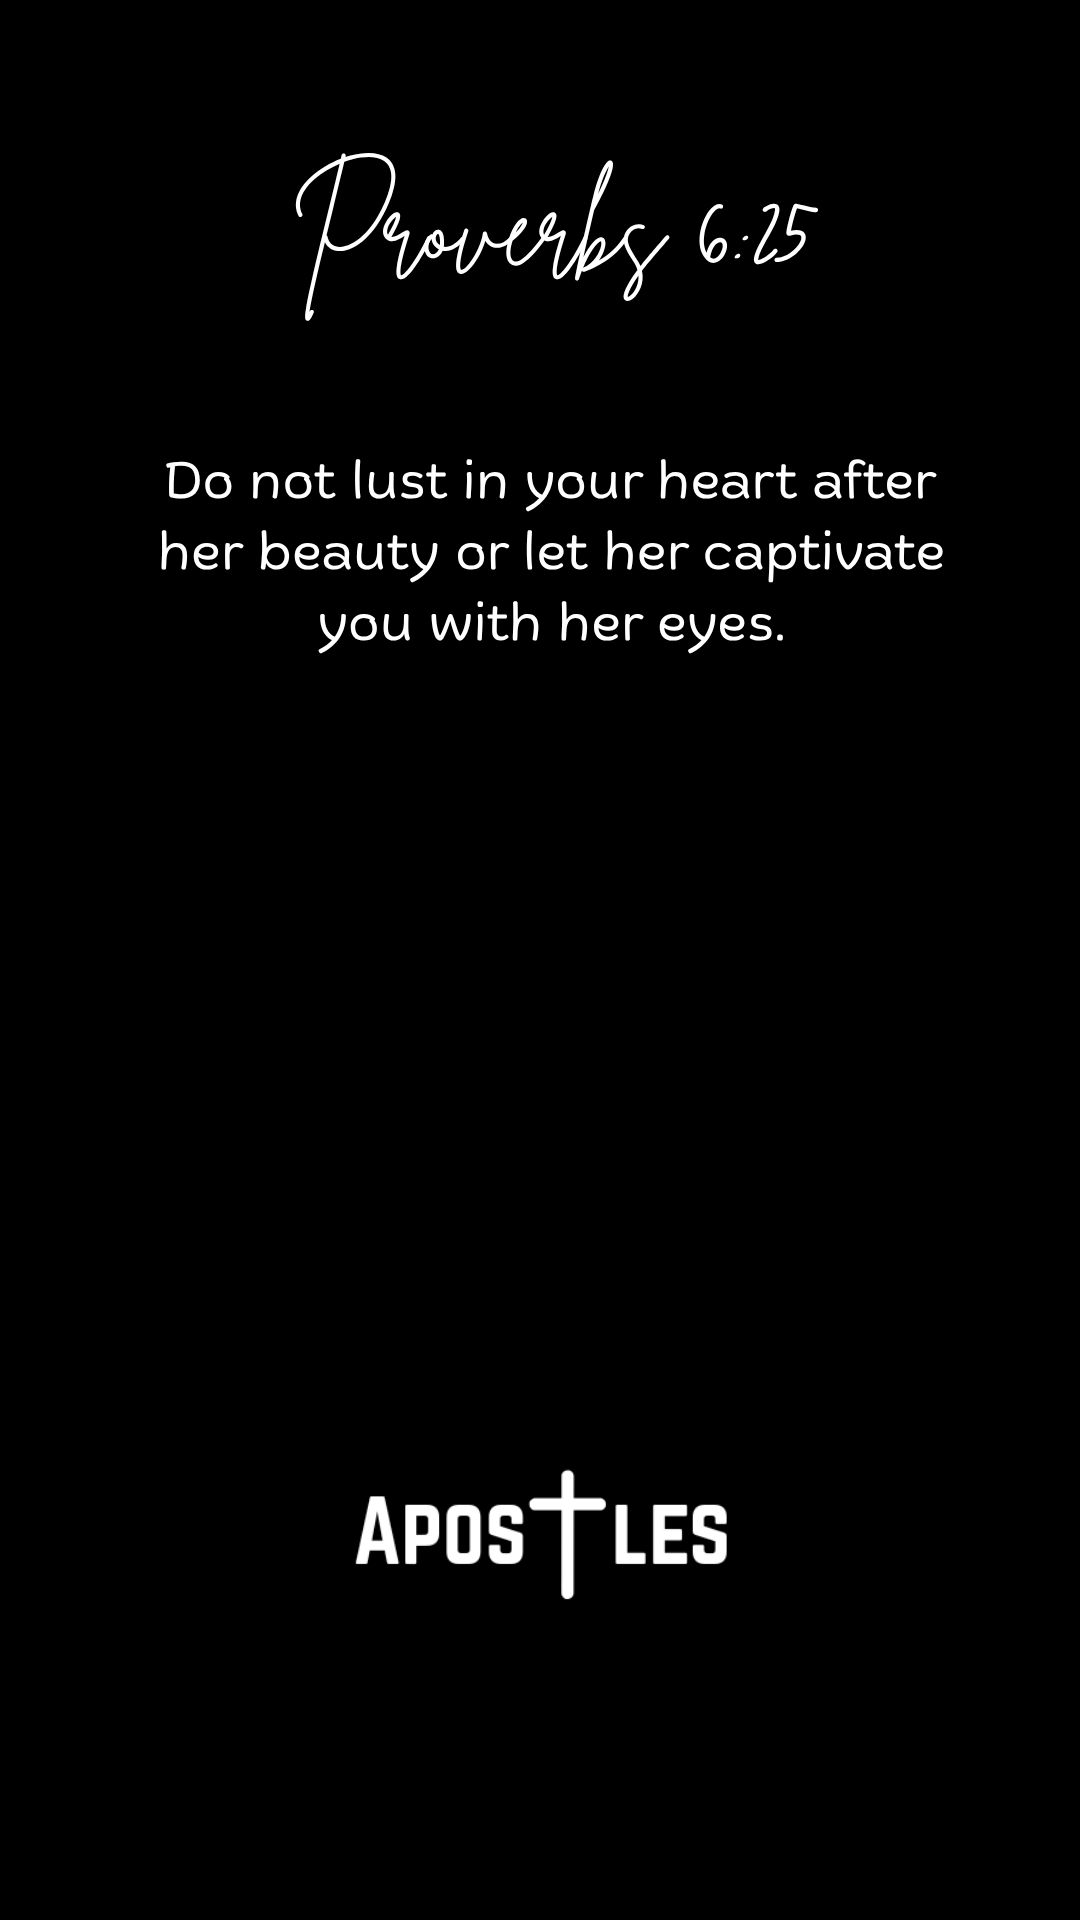 Proverbs 6:25
Do not lust in your heart after
her beauty or let her captivate
you with her eyes.
APOSTLES